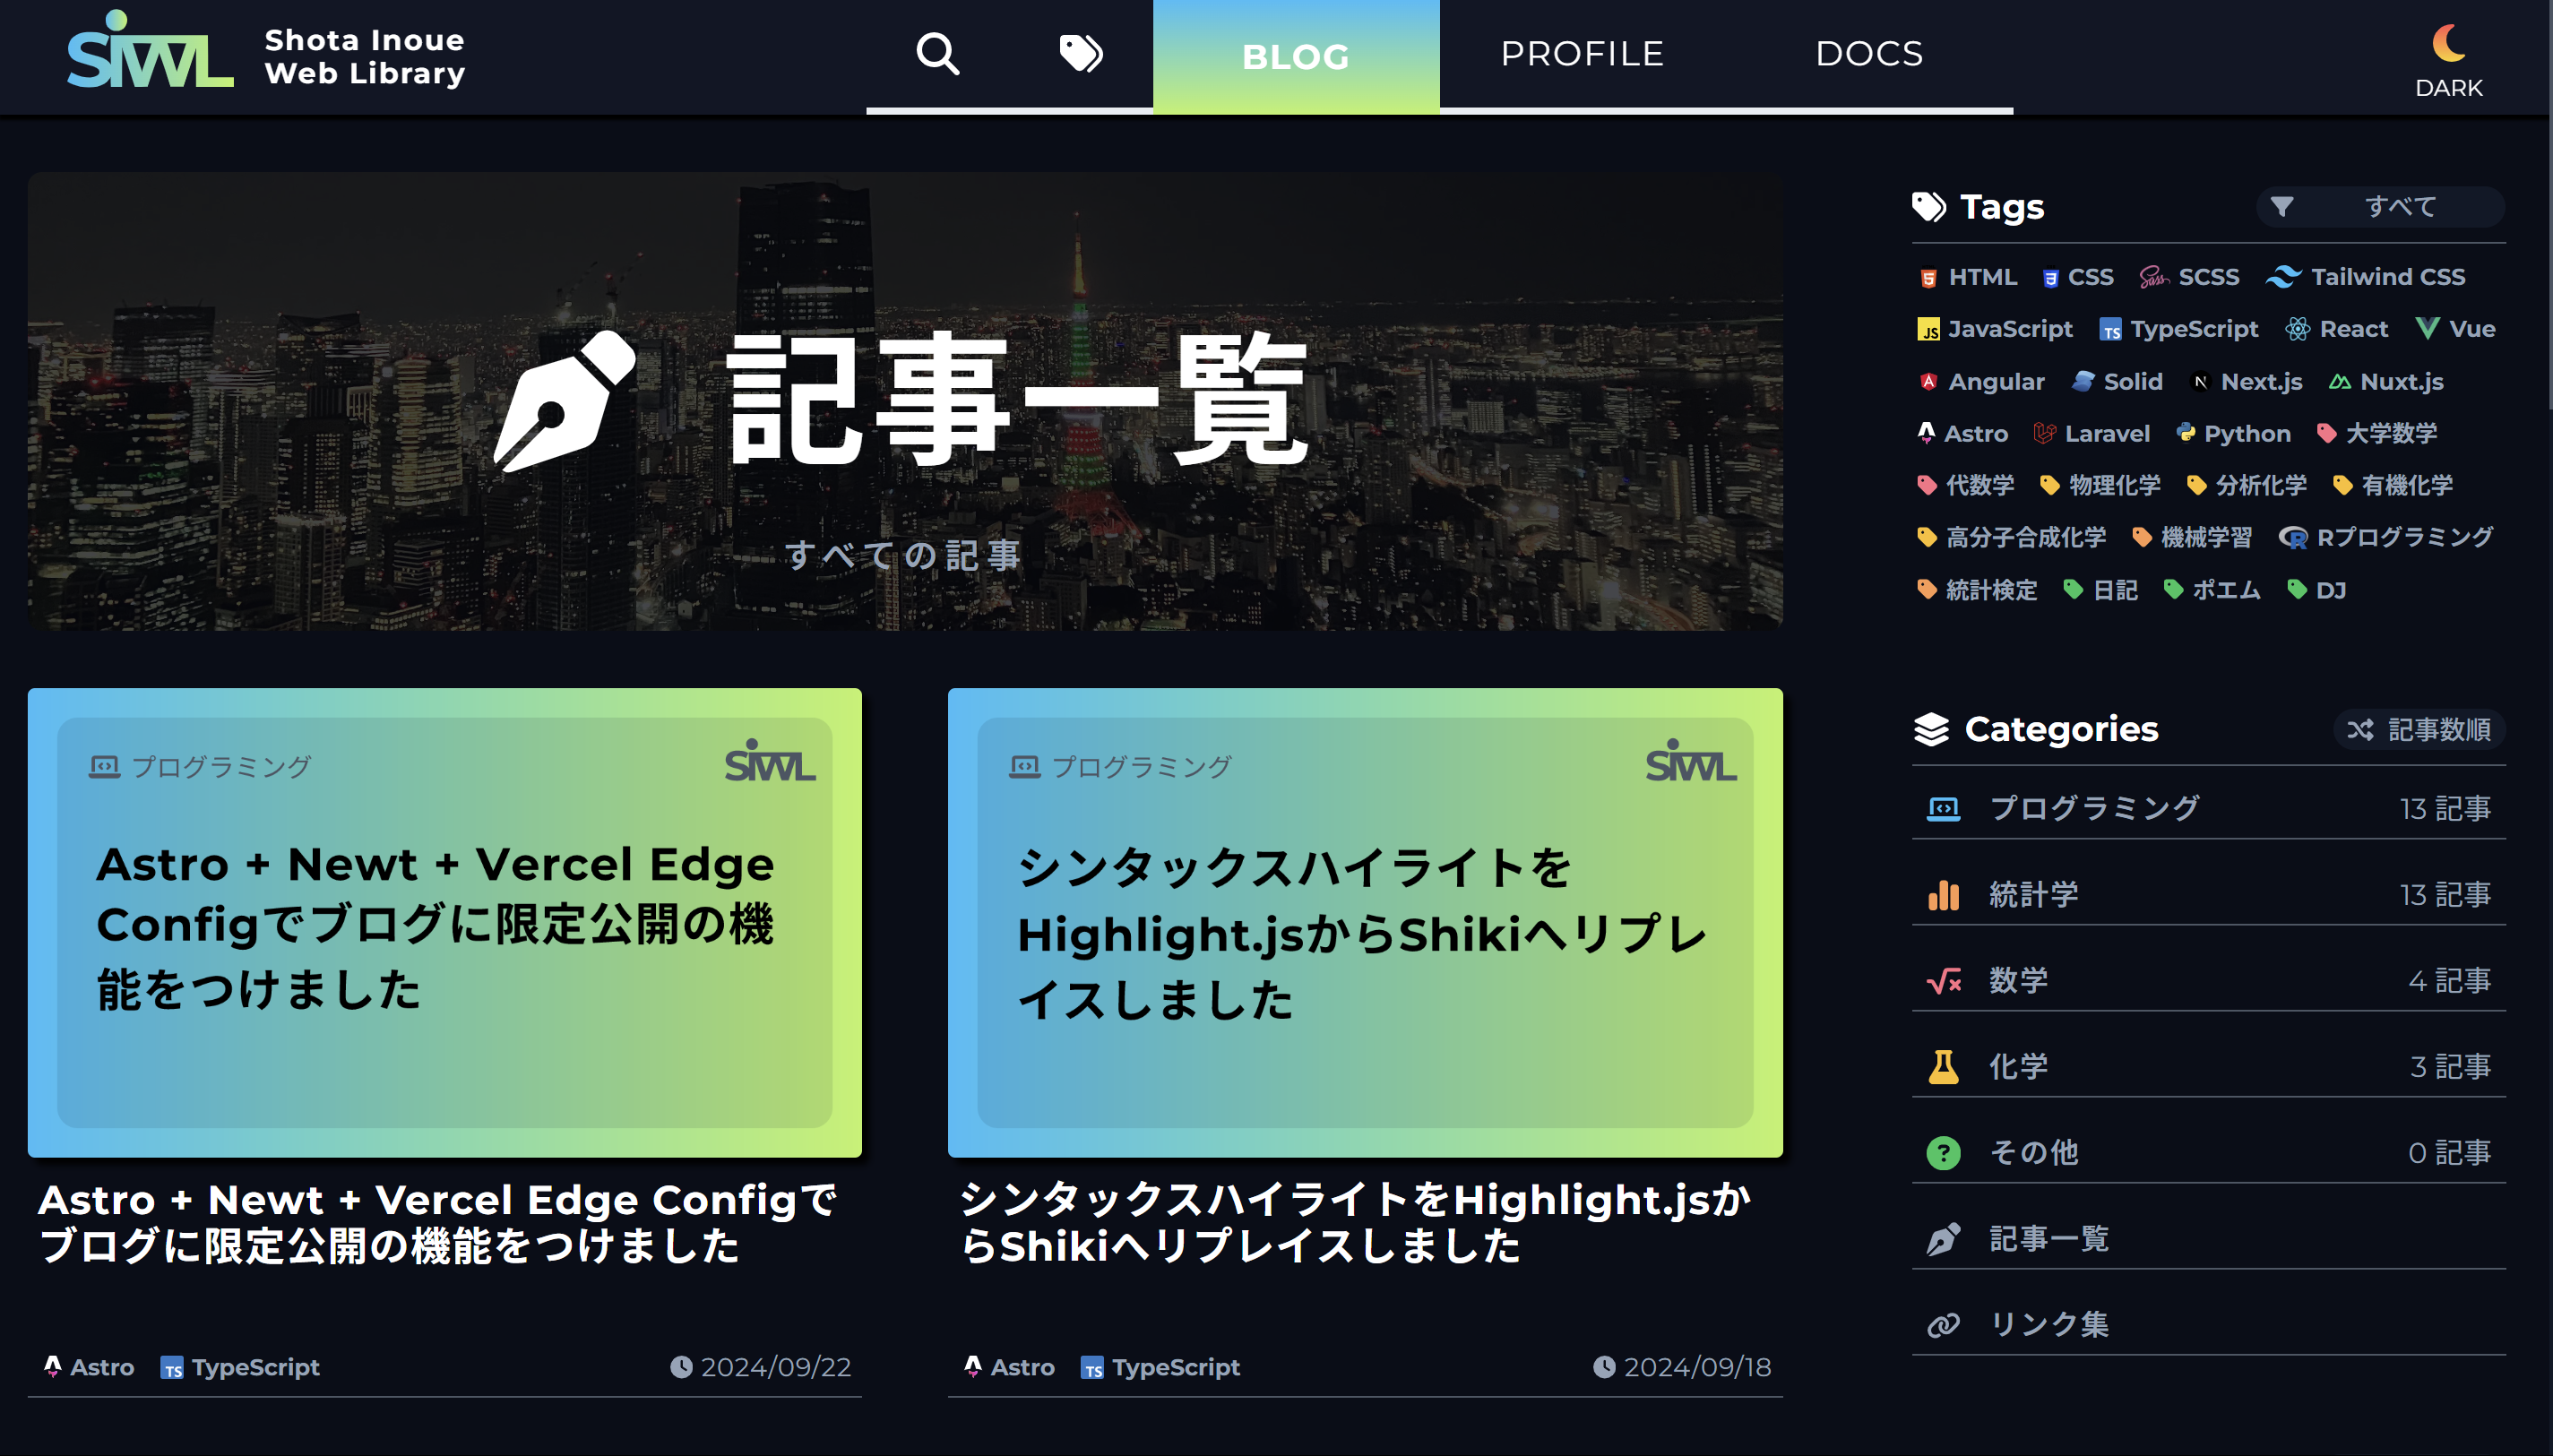 SIWL
Shota Inoue
Web Library
BLOG
PROFILE
DOCS
DARK
記事一覧
すべての記事
プログラミング
SIWL
Astro + Newt + Vercel Edge
Configでブログに限定公開の機
能をつけました
Astro + Newt + Vercel Edge Configで
ブログに限定公開の機能をつけました
Astro TypeScript 2024/09/22
プログラミング
SIWL
シンタックスハイライトを
Highlight.jsからShikiへリプレ
イスしました
シンタックスハイライトをHighlight.jsか
らShikiへリプレイスしました
Astro TypeScript 2024/09/18
Tags すべて
HTML CSS SCSS Tailwind CSS
JavaScript TypeScript React Vue
Angular Solid Next.js Nuxt.js
Astro Laravel Python 大学数学
代数学 物理化学 分析化学 有機化学
高分子合成化学 機械学習 Rプログラミング
統計検定 日記 ポエム DJ
Categories 記事数順
プログラミング 13 記事
統計学 13 記事
数学 4 記事
化学 3 記事
その他 0 記事
記事一覧
リンク集